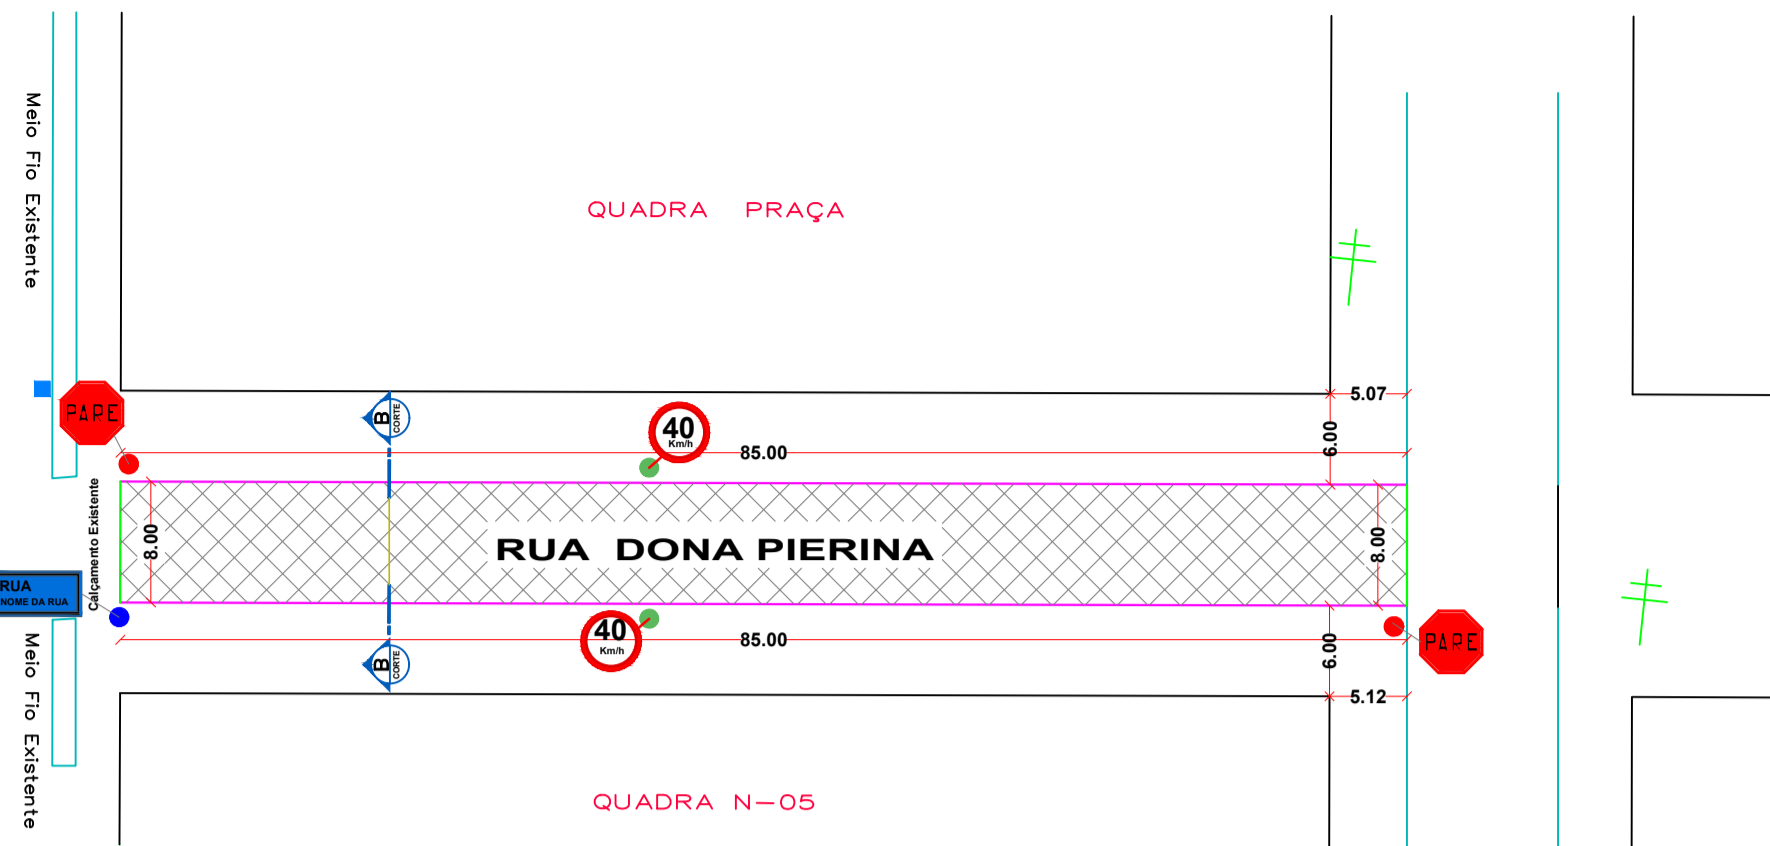 Meio Fio Existente
QUADRA PRAÇA
PARE
B
CORTE
40
Km/h
5.07
6.00
85.00
Calçamento Existente
8.00
RUA DONA PIERINA
8.00
RUA
NOME DA RUA
40
Km/h
85.00
6.00
PARE
B
CORTE
5.12
Meio Fio Existente
QUADRA N-05